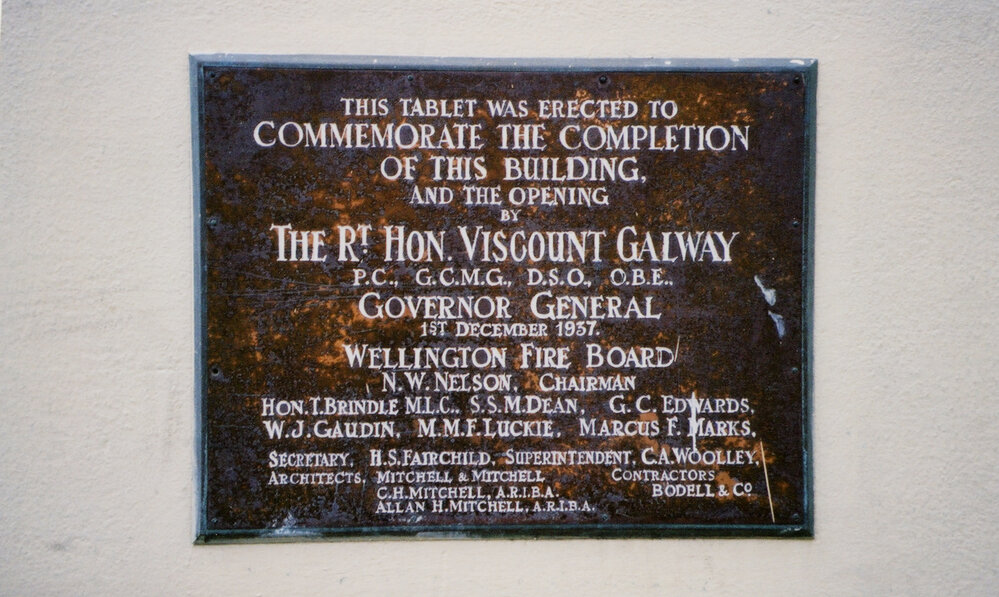 THIS TABLET WAS ERECTED TO
COMMEMORATE THE COMPLETION
OF THIS BUILDING,
AND THE OPENING
BY
THE RT HON. VISCOUNT GALWAY
P.C., G.C.M.G., D.S.O., O.B.E.,
GOVERNOR GENERAL
1ST DECEMBER 1937.
WELLINGTON FIRE BOARD
N.W. NELSON, CHAIRMAN
HON. T. BRINDLE M.L.C., S.S.M. DEAN, G.C. EDWARDS,
W.J. GAUDIN, M.M.F. LUCKIE, MARCUS F. MARKS,
SECRETARY, H.S. FAIRCHILD, SUPERINTENDENT, C.A. WOOLLEY,
ARCHITECTS, MITCHELL & MITCHELL CONTRACTORS
C.H. MITCHELL, A.R.I.B.A. BODELL & CO
ALLAN H. MITCHELL, A.R.I.B.A.